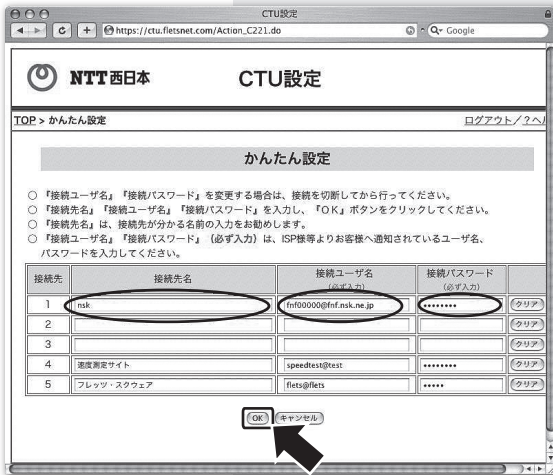 CTU設定
https://ctu.fletsnet.com/Action_C221.do
Google
NTT西日本
CTU設定
TOP > かんたん設定
ログアウト/?ヘ
かんたん設定
○ 『接続ユーザ名』『接続パスワード』を変更する場合は、接続を切断してから行ってください。
○ 『接続先名』『接続ユーザ名』『接続パスワード』を入力し、『OK』ボタンをクリックしてください。
○ 『接続先名』は、接続先が分かる名前の入力をお勧めします。
○ 『接続ユーザ名』『接続パスワード』(必ず入力)は、ISP様等よりお客様へ通知されているユーザ名、
パスワードを入力してください。
接続先 接続先名 接続ユーザ名 (必ず入力) 接続パスワード (必ず入力)
1 nsk fnf00000@fnf.nsk.ne.jp •••••••• クリア
2 クリア
3 クリア
4 速度測定サイト speedtest@test •••••••• クリア
5 フレッツ・スクウェア flets@flets ••••• クリア
OK キャンセル